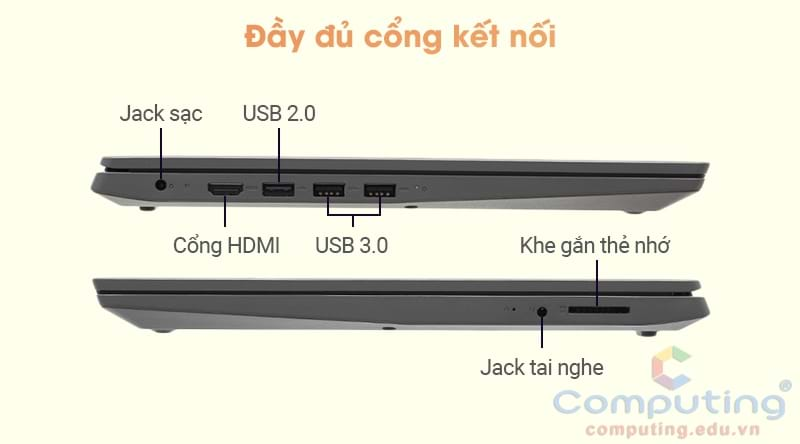 Đầy đủ cổng kết nối
Jack sạc
USB 2.0
Cổng HDMI
USB 3.0
Khe gắn thẻ nhớ
Jack tai nghe
Computing®
computing.edu.vn